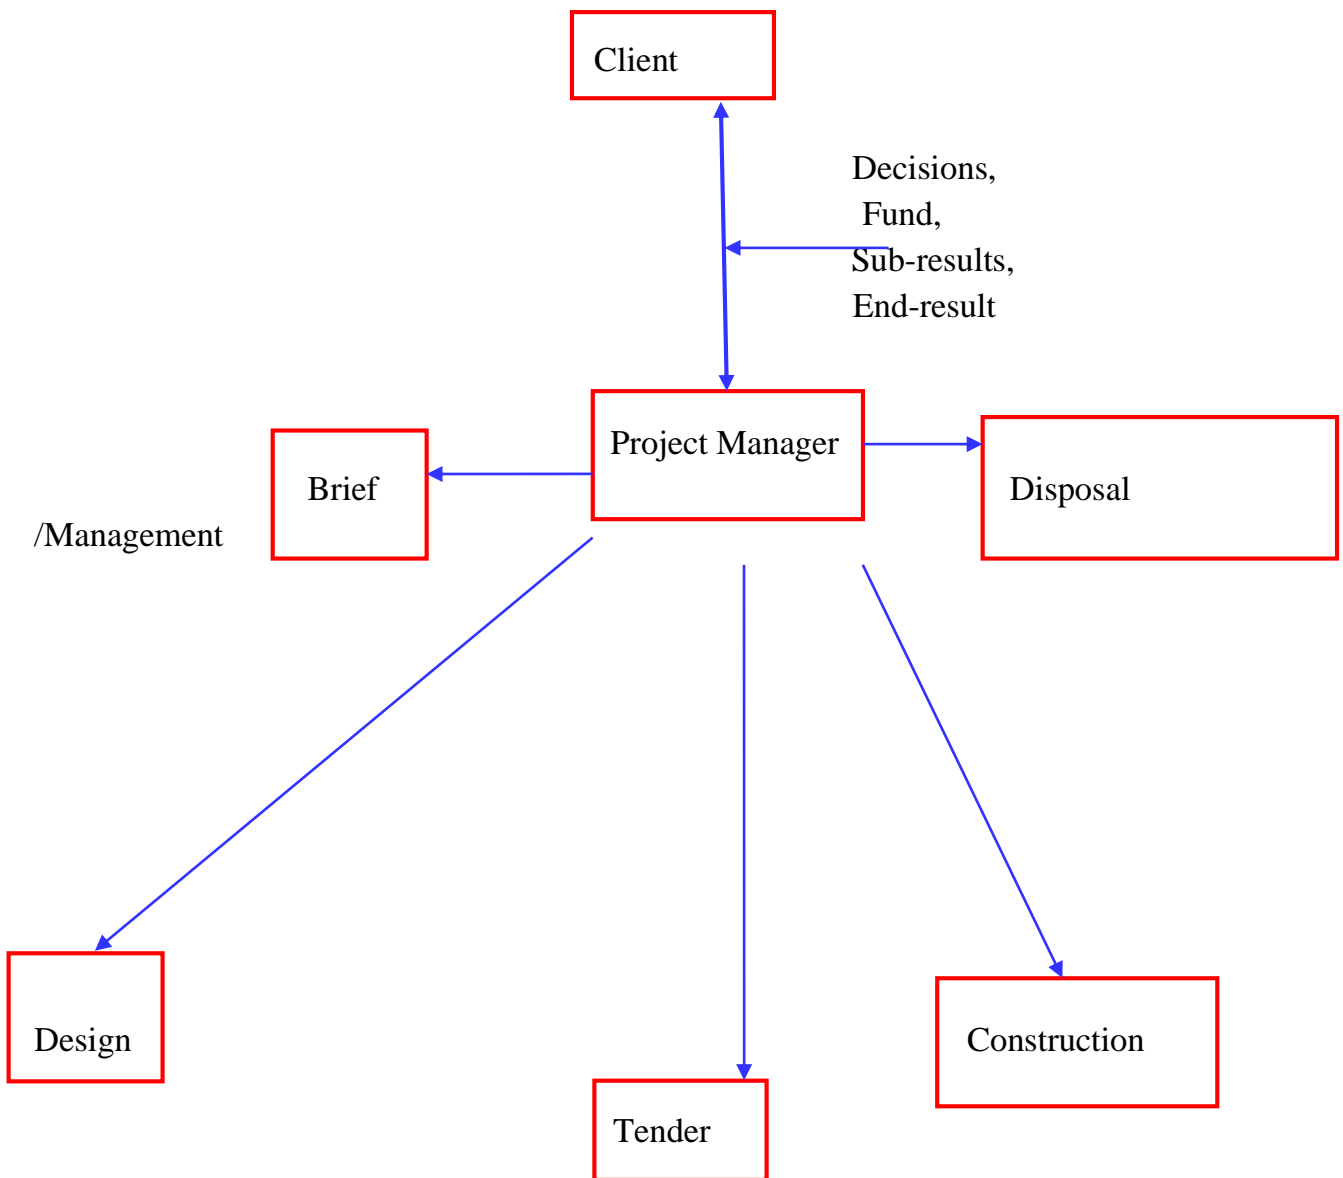 Client
Decisions,
Fund,
Sub-results,
End-result
Project Manager
Brief
Disposal
/Management
Design
Construction
Tender